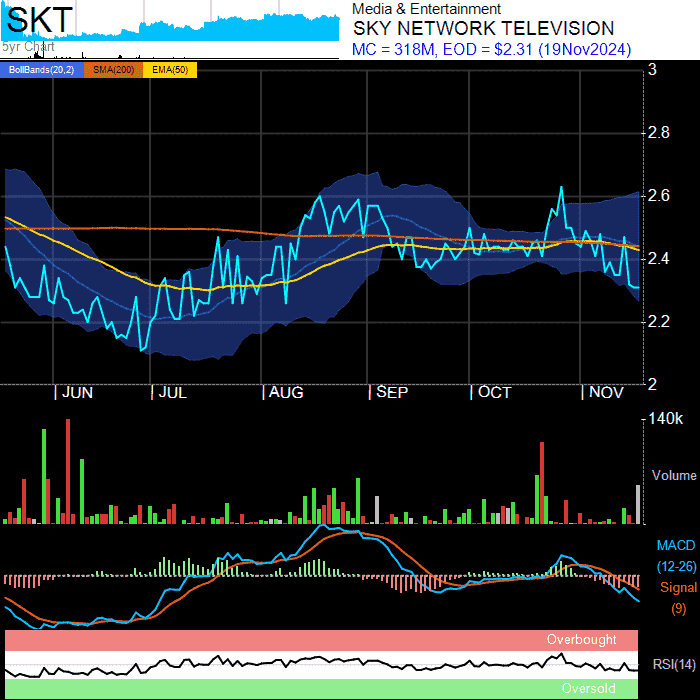 SKT
5yr Chart
Media & Entertainment
SKY NETWORK TELEVISION
MC = 318M, EOD = $2.31 (19Nov2024)
BollBands(20,2) SMA(200) EMA(50)
3
2.8
2.6
2.4
2.2
2
JUN JUL AUG SEP OCT NOV
140k
Volume
MACD
(12-26)
Signal
(9)
Overbought
RSI(14)
Oversold